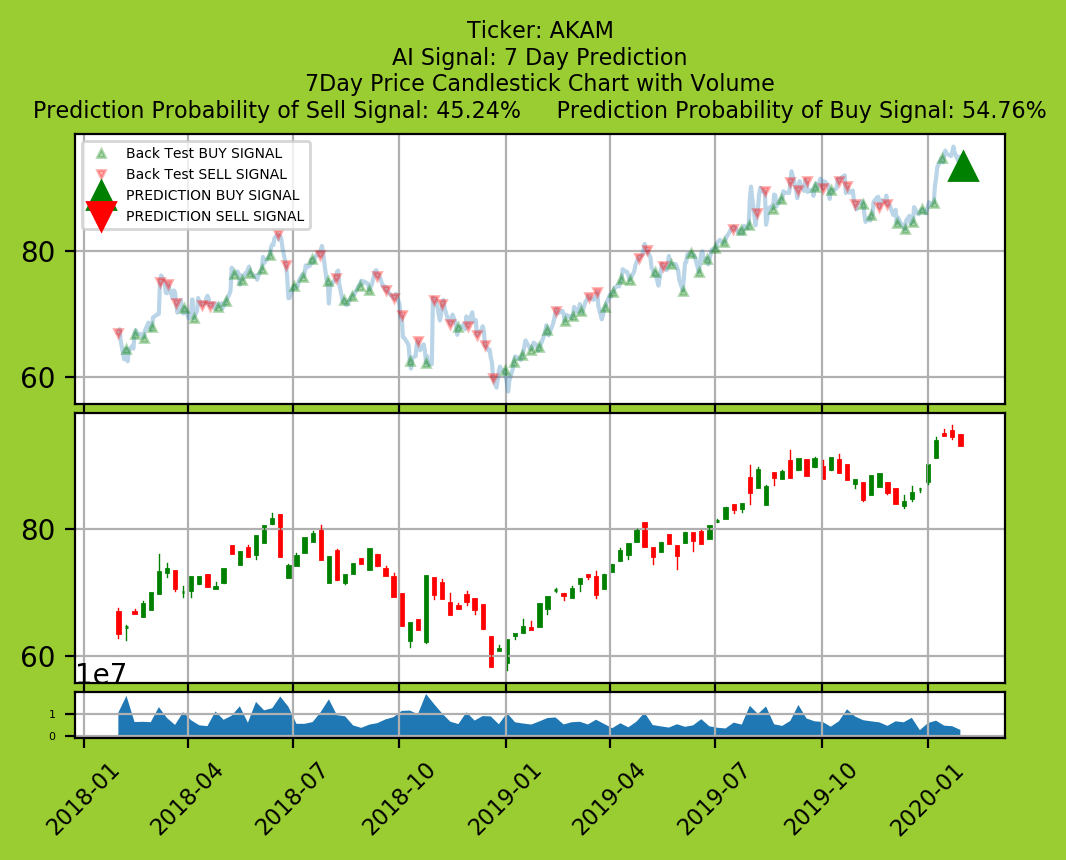 Ticker: AKAM
AI Signal: 7 Day Prediction
7Day Price Candlestick Chart with Volume
Prediction Probability of Sell Signal: 45.24%     Prediction Probability of Buy Signal: 54.76%
Back Test BUY SIGNAL
Back Test SELL SIGNAL
PREDICTION BUY SIGNAL
PREDICTION SELL SIGNAL
80
60
80
60
1e7
1
0
2018-01 2018-04 2018-07 2018-10 2019-01 2019-04 2019-07 2019-10 2020-01